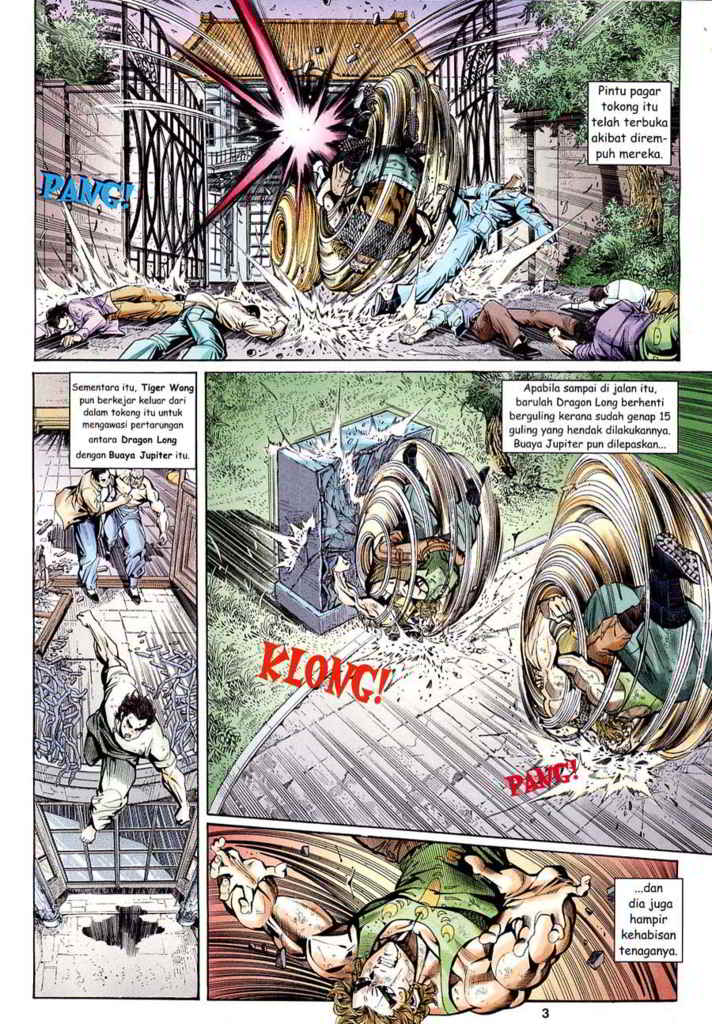 Pintu pagar
tokong itu
telah terbuka
akibat direm-
puh mereka.
PANG!
Sementara itu, Tiger Wong
pun berkejar keluar dari
dalam tokong itu untuk
mengawasi pertarungan
antara Dragon Long
dengan Buaya Jupiter itu.
Apabila sampai di jalan itu,
barulah Dragon Long berhenti
berguling kerana sudah genap 15
guling yang hendak dilakukannya.
Buaya Jupiter pun dilepaskan...
KLONG!
PANG!
...dan
dia juga
hampir
kehabisan
tenaganya.
3